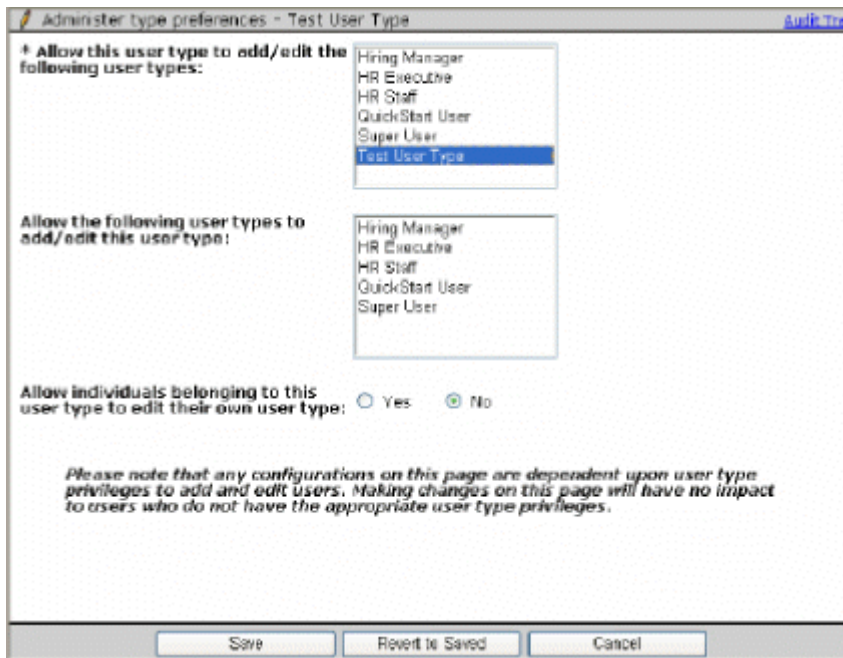 Administer type preferences - Test User Type
Audit Tr
* Allow this user type to add/edit the
following user types:
Hiring Manager
HR Executive
HR Staff
QuickStart User
Super User
Test User Type
Allow the following user types to
add/edit this user type:
Hiring Manager
HR Executive
HR Staff
QuickStart User
Super User
Allow individuals belonging to this
user type to edit their own user type:
Yes
No
Please note that any configurations on this page are dependent upon user type
privileges to add and edit users. Making changes on this page will have no impact
to users who do not have the appropriate user type privileges.
Save
Revert to Saved
Cancel